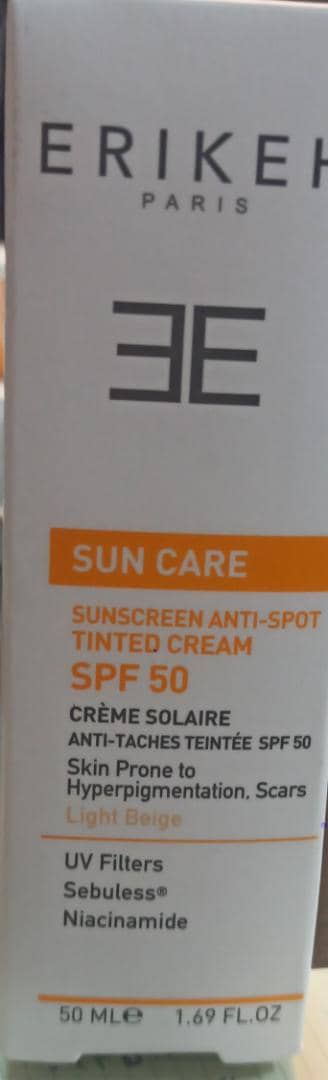 ERIKEH
PARIS
SUN CARE
SUNSCREEN ANTI-SPOT
TINTED CREAM
SPF 50
CRÈME SOLAIRE
ANTI-TACHES TEINTÉE SPF 50
Skin Prone to
Hyperpigmentation, Scars
Light Beige
UV Filters
Sebuless®
Niacinamide
50 ML℮ 1.69 FL.OZ